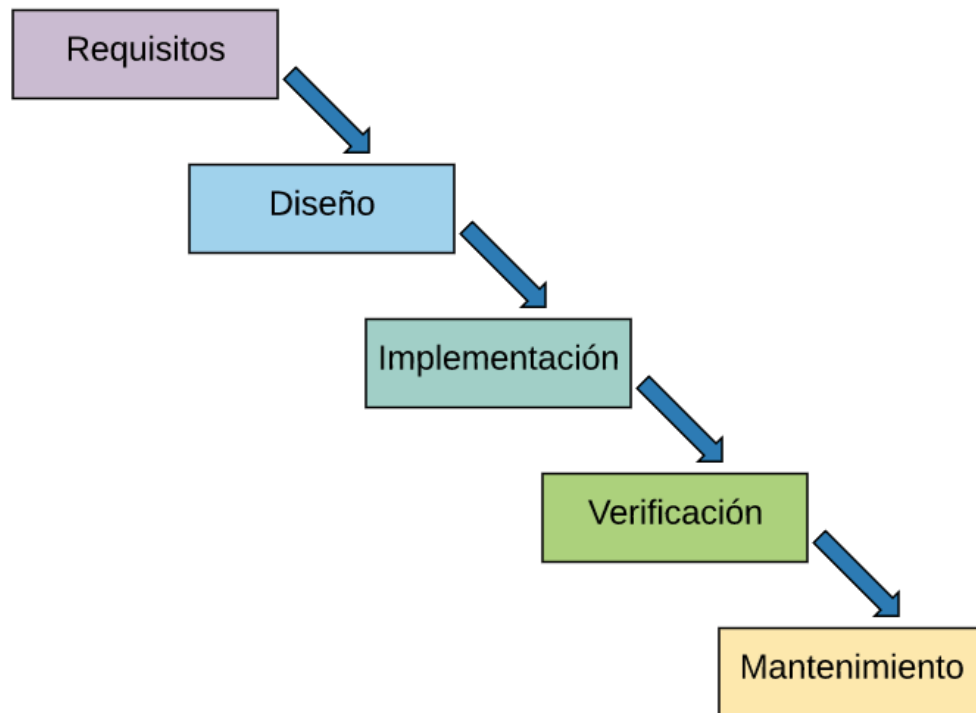 Requisitos
Diseño
Implementación
Verificación
Mantenimiento